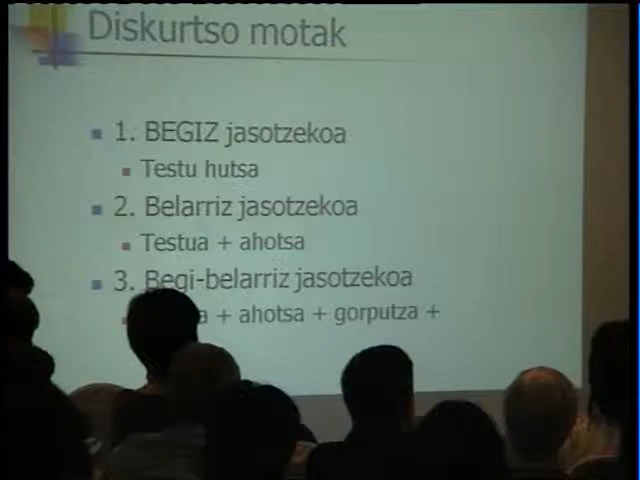 Diskurtso motak
1. BEGIZ jasotzekoa
Testu hutsa
2. Belarriz jasotzekoa
Testua + ahotsa
3. Begi-belarriz jasotzekoa
+ ahotsa + gorputza +